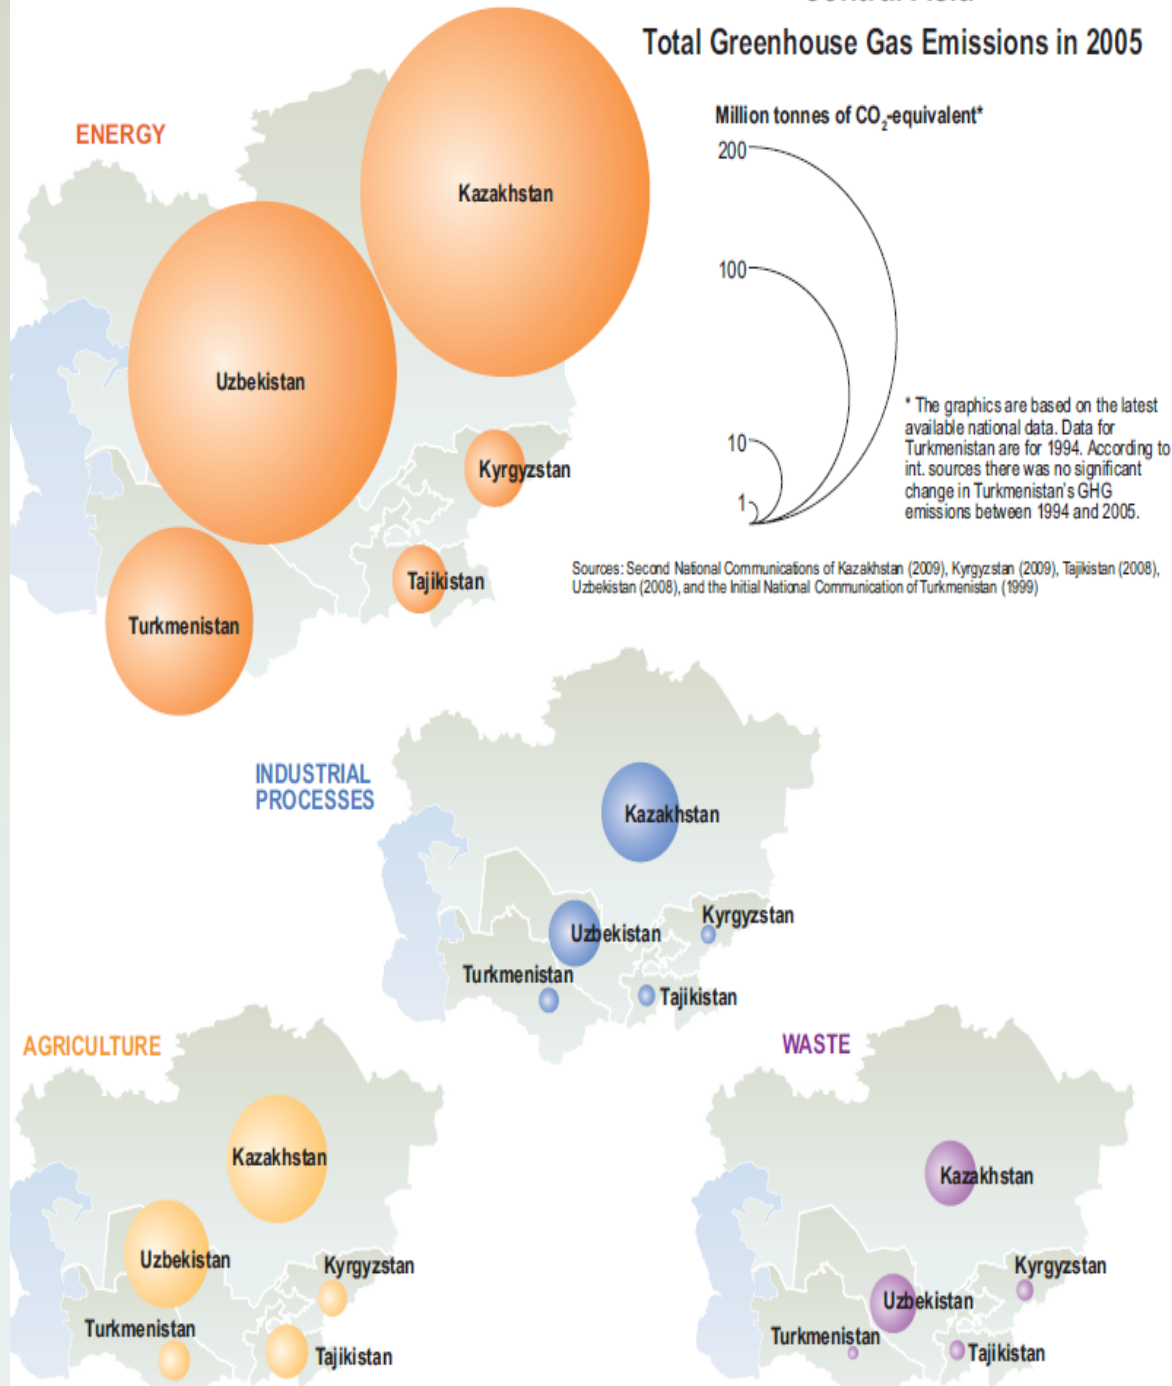 Total Greenhouse Gas Emissions in 2005
ENERGY
Million tonnes of CO₂-equivalent*
200
100
10
1
Kazakhstan
Uzbekistan
Kyrgyzstan
Tajikistan
Turkmenistan
* The graphics are based on the latest
available national data. Data for
Turkmenistan are for 1994. According to
int. sources there was no significant
change in Turkmenistan's GHG
emissions between 1994 and 2005.
Sources: Second National Communications of Kazakhstan (2009), Kyrgyzstan (2009), Tajikistan (2008),
Uzbekistan (2008), and the Initial National Communication of Turkmenistan (1999)
INDUSTRIAL
PROCESSES
Kazakhstan
Uzbekistan
Kyrgyzstan
Turkmenistan
Tajikistan
AGRICULTURE
Kazakhstan
Uzbekistan
Kyrgyzstan
Turkmenistan
Tajikistan
WASTE
Kazakhstan
Kyrgyzstan
Uzbekistan
Turkmenistan
Tajikistan